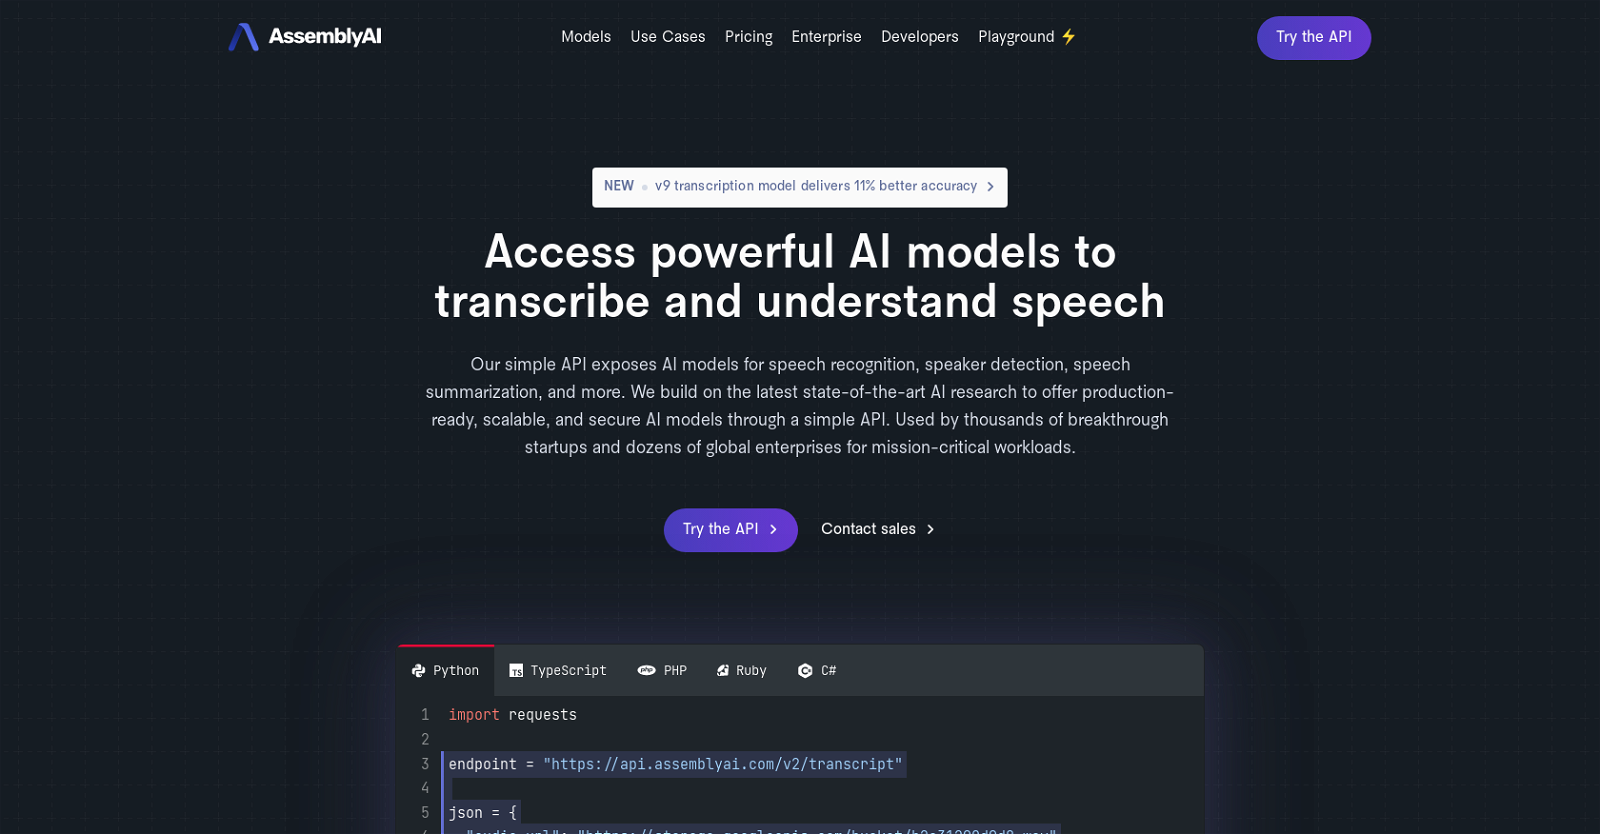 AssemblyAI
Models Use Cases Pricing Enterprise Developers Playground ⚡
Try the API
NEW • v9 transcription model delivers 11% better accuracy >
Access powerful AI models to
transcribe and understand speech
Our simple API exposes AI models for speech recognition, speaker detection, speech
summarization, and more. We build on the latest state-of-the-art AI research to offer production-
ready, scalable, and secure AI models through a simple API. Used by thousands of breakthrough
startups and dozens of global enterprises for mission-critical workloads.
Try the API > Contact sales >
Python TypeScript PHP Ruby C#
1 import requests
2
3 endpoint = "https://api.assemblyai.com/v2/transcript"
4
5 json = {